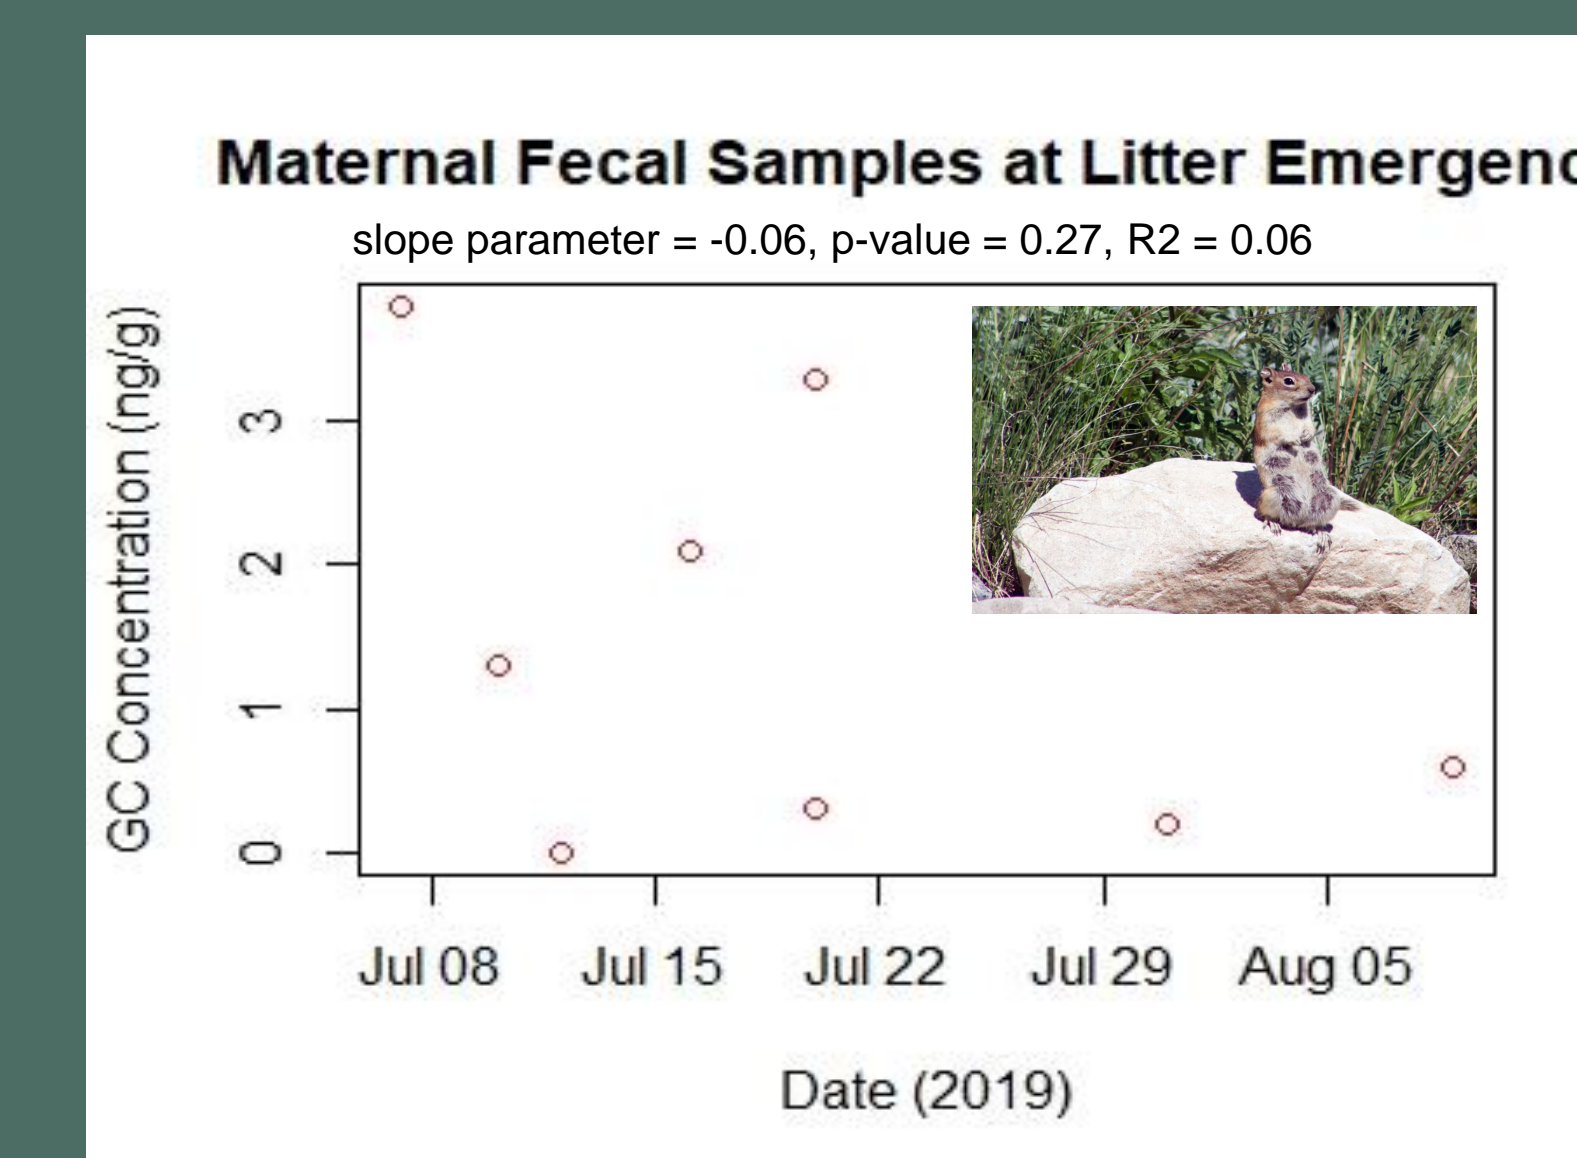 Maternal Fecal Samples at Litter Emergenc
slope parameter = -0.06, p-value = 0.27, R2 = 0.06
GC Concentration (ng/g)
3
2
1
0
Jul 08 Jul 15 Jul 22 Jul 29 Aug 05
Date (2019)